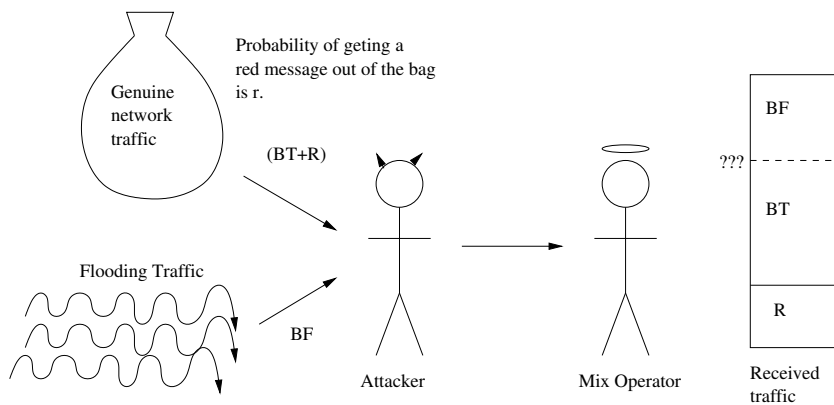 Probability of geting a
red message out of the bag
is r.
Genuine
network
traffic
(BT+R)
BF
???
BT
Flooding Traffic
R
BF
Attacker
Mix Operator
Received
traffic